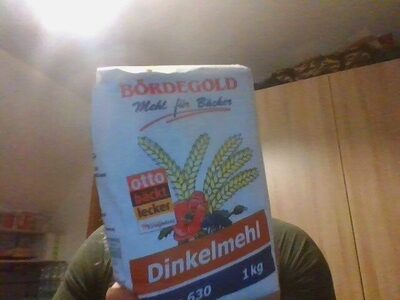 BÖRDEGOLD
Mehl für Bäcker
otto
bäckt
lecker
Dinkelmehl
630 1 kg